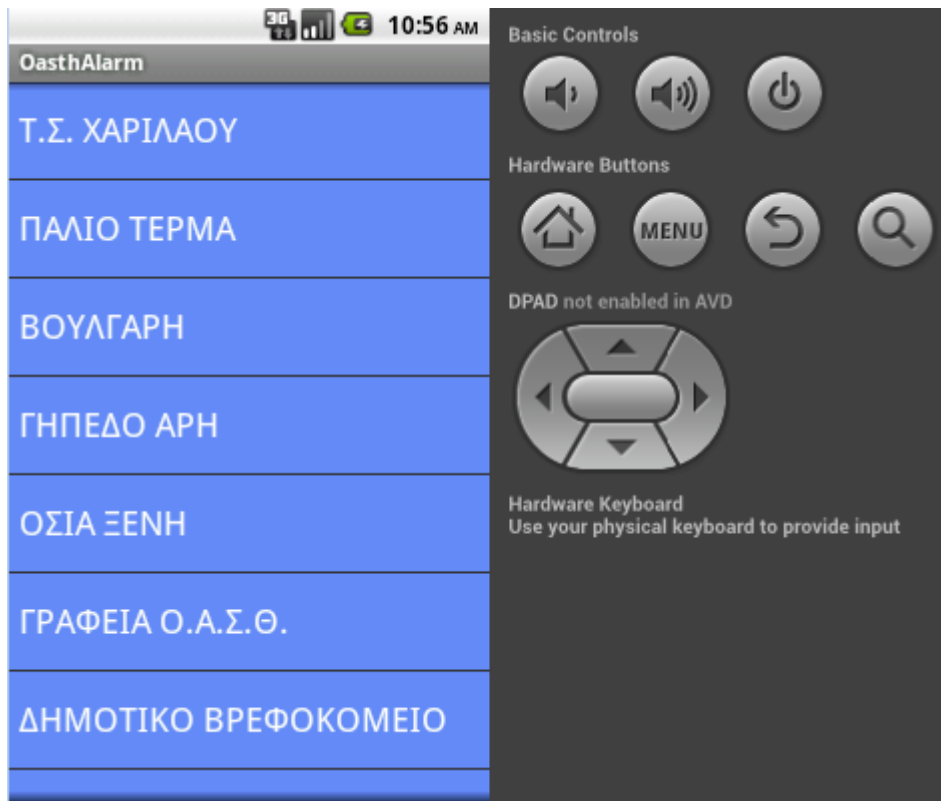 3G 10:56 AM
OasthAlarm
Τ.Σ. ΧΑΡΙΛΑΟΥ
ΠΑΛΙΟ ΤΕΡΜΑ
ΒΟΥΛΓΑΡΗ
ΓΗΠΕΔΟ ΑΡΗ
ΟΣΙΑ ΞΕΝΗ
ΓΡΑΦΕΙΑ Ο.Α.Σ.Θ.
ΔΗΜΟΤΙΚΟ ΒΡΕΦΟΚΟΜΕΙΟ
Basic Controls
Hardware Buttons
MENU
DPAD not enabled in AVD
Hardware Keyboard
Use your physical keyboard to provide input